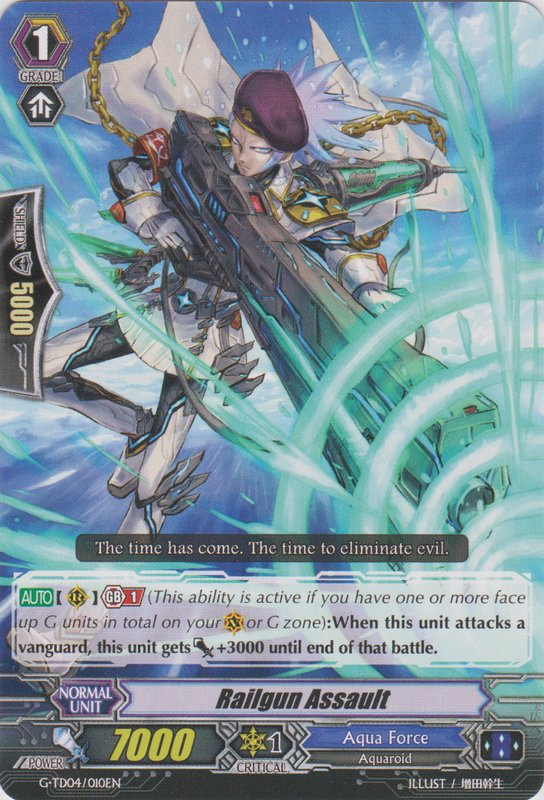 1
GRADE
SHIELD
5000
The time has come. The time to eliminate evil.
AUTO【 R 】GB 1 (This ability is active if you have one or more face
up G units in total on your V or G zone):When this unit attacks a
vanguard, this unit gets +3000 until end of that battle.
NORMAL
UNIT
Railgun Assault
POWER
7000
1
CRITICAL
Aqua Force
Aquaroid
G-TD04/010EN
ILLUST / 増田幹生